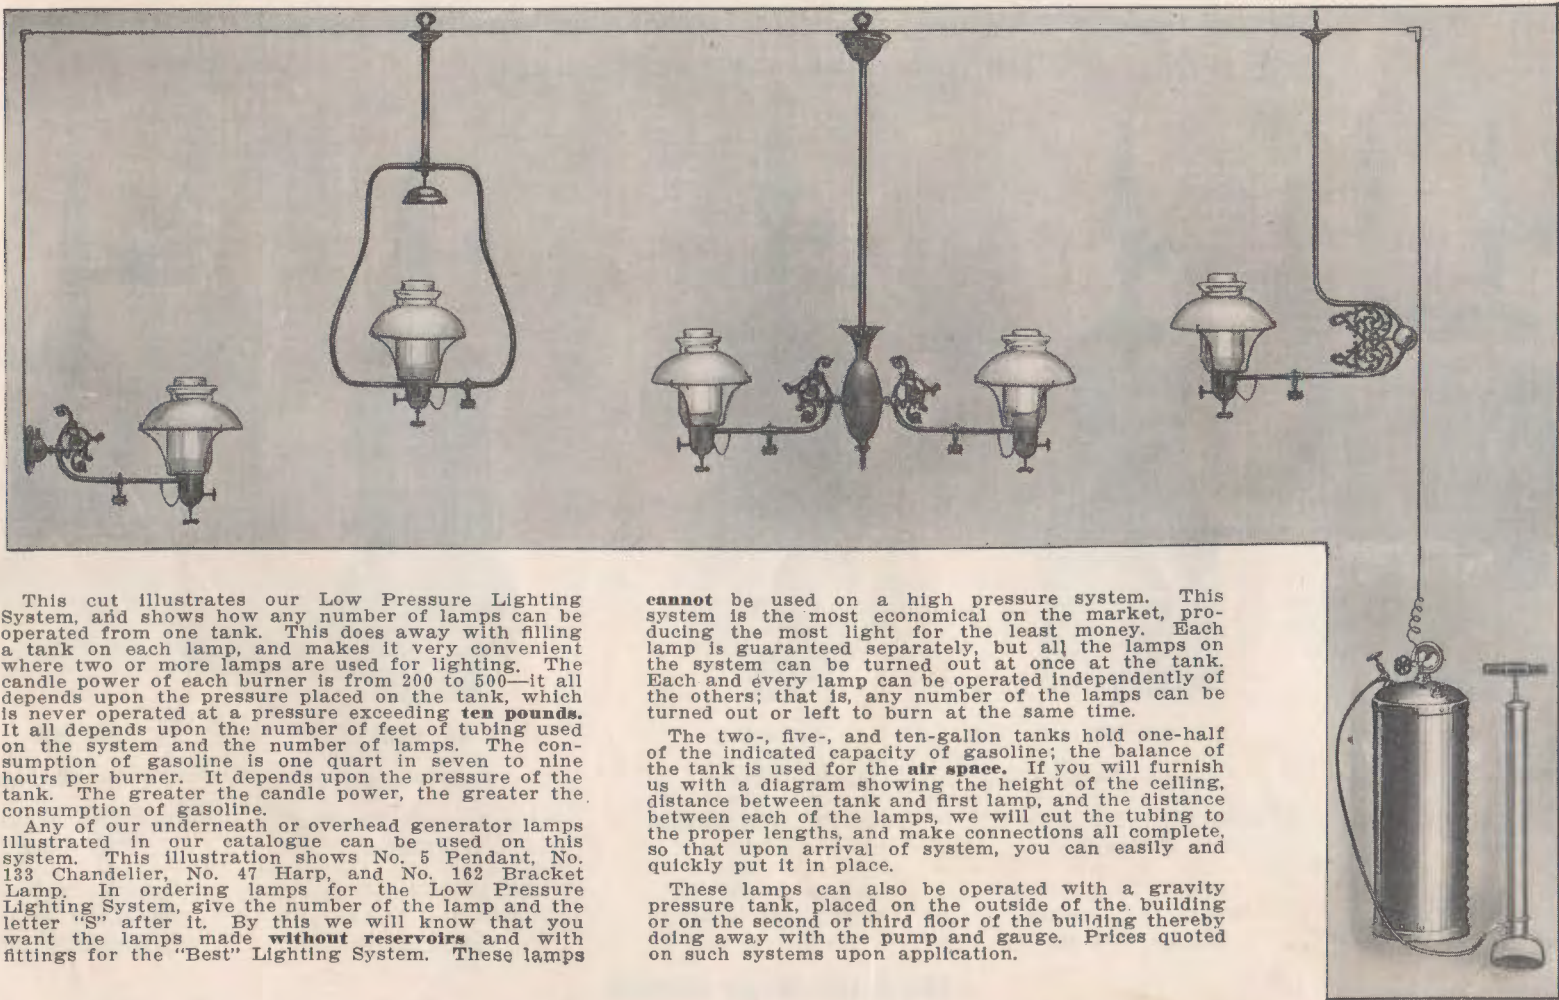 This cut illustrates our Low Pressure Lighting
System, and shows how any number of lamps can be
operated from one tank. This does away with filling
a tank on each lamp, and makes it very convenient
where two or more lamps are used for lighting. The
candle power of each burner is from 200 to 500—it all
depends upon the pressure placed on the tank, which
is never operated at a pressure exceeding ten pounds.
It all depends upon the number of feet of tubing used
on the system and the number of lamps. The con-
sumption of gasoline is one quart in seven to nine
hours per burner. It depends upon the pressure of the
tank. The greater the candle power, the greater the
consumption of gasoline.
Any of our underneath or overhead generator lamps
illustrated in our catalogue can be used on this
system. This illustration shows No. 5 Pendant, No.
133 Chandelier, No. 47 Harp, and No. 162 Bracket
Lamp. In ordering lamps for the Low Pressure
Lighting System, give the number of the lamp and the
letter "S" after it. By this we will know that you
want the lamps made without reservoirs and with
fittings for the "Best" Lighting System. These lamps
cannot be used on a high pressure system. This
system is the most economical on the market, pro-
ducing the most light for the least money. Each
lamp is guaranteed separately, but all the lamps on
the system can be turned out at once at the tank.
Each and every lamp can be operated independently of
the others; that is, any number of the lamps can be
turned out or left to burn at the same time.
The two-, five-, and ten-gallon tanks hold one-half
of the indicated capacity of gasoline; the balance of
the tank is used for the air space. If you will furnish
us with a diagram showing the height of the ceiling,
distance between tank and first lamp, and the distance
between each of the lamps, we will cut the tubing to
the proper lengths, and make connections all complete,
so that upon arrival of system, you can easily and
quickly put it in place.
These lamps can also be operated with a gravity
pressure tank, placed on the outside of the building
or on the second or third floor of the building thereby
doing away with the pump and gauge. Prices quoted
on such systems upon application.